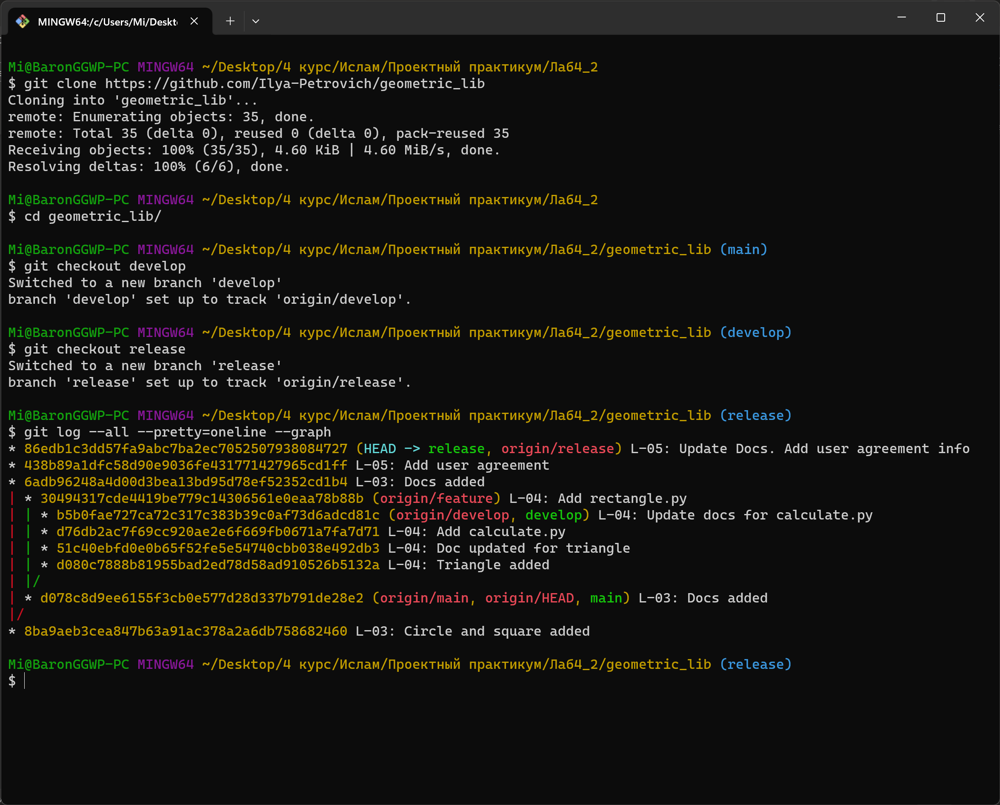 MINGW64:/c/Users/Mi/Deskt
Mi@BaronGGWP-PC MINGW64 ~/Desktop/4 курс/Ислам/Проектный практикум/Лаб4_2
$ git clone https://github.com/Ilya-Petrovich/geometric_lib
Cloning into 'geometric_lib'...
remote: Enumerating objects: 35, done.
remote: Total 35 (delta 0), reused 0 (delta 0), pack-reused 35
Receiving objects: 100% (35/35), 4.60 KiB | 4.60 MiB/s, done.
Resolving deltas: 100% (6/6), done.
Mi@BaronGGWP-PC MINGW64 ~/Desktop/4 курс/Ислам/Проектный практикум/Лаб4_2
$ cd geometric_lib/
Mi@BaronGGWP-PC MINGW64 ~/Desktop/4 курс/Ислам/Проектный практикум/Лаб4_2/geometric_lib (main)
$ git checkout develop
Switched to a new branch 'develop'
branch 'develop' set up to track 'origin/develop'.
Mi@BaronGGWP-PC MINGW64 ~/Desktop/4 курс/Ислам/Проектный практикум/Лаб4_2/geometric_lib (develop)
$ git checkout release
Switched to a new branch 'release'
branch 'release' set up to track 'origin/release'.
Mi@BaronGGWP-PC MINGW64 ~/Desktop/4 курс/Ислам/Проектный практикум/Лаб4_2/geometric_lib (release)
$ git log --all --pretty=oneline --graph
* 86edb1c3dd57fa9abc7ba2ec7052507938084727 (HEAD -> release, origin/release) L-05: Update Docs. Add user agreement info
* 438b89a1dfc58d90e9036fe431771427965cd1ff L-05: Add user agreement
* 6adb96248a4d00d3bea13bd95d78ef52352cd1b4 L-03: Docs added
| * 30494317cde4419be779c14306561e0eaa78b88b (origin/feature) L-04: Add rectangle.py
| | * b5b0fae727ca72c317c383b39c0af73d6adcd81c (origin/develop, develop) L-04: Update docs for calculate.py
| | * d76db2ac7f69cc920ae2e6f669fb0671a7fa7d71 L-04: Add calculate.py
| | * 51c40ebfd0e0b65f52fe5e54740cbb038e492db3 L-04: Doc updated for triangle
| | * d080c7888b81955bad2ed78d58ad910526b5132a L-04: Triangle added
| |/
| * d078c8d9ee6155f3cb0e577d28d337b791de28e2 (origin/main, origin/HEAD, main) L-03: Docs added
|/
* 8ba9aeb3cea847b63a91ac378a2a6db758682460 L-03: Circle and square added
Mi@BaronGGWP-PC MINGW64 ~/Desktop/4 курс/Ислам/Проектный практикум/Лаб4_2/geometric_lib (release)
$